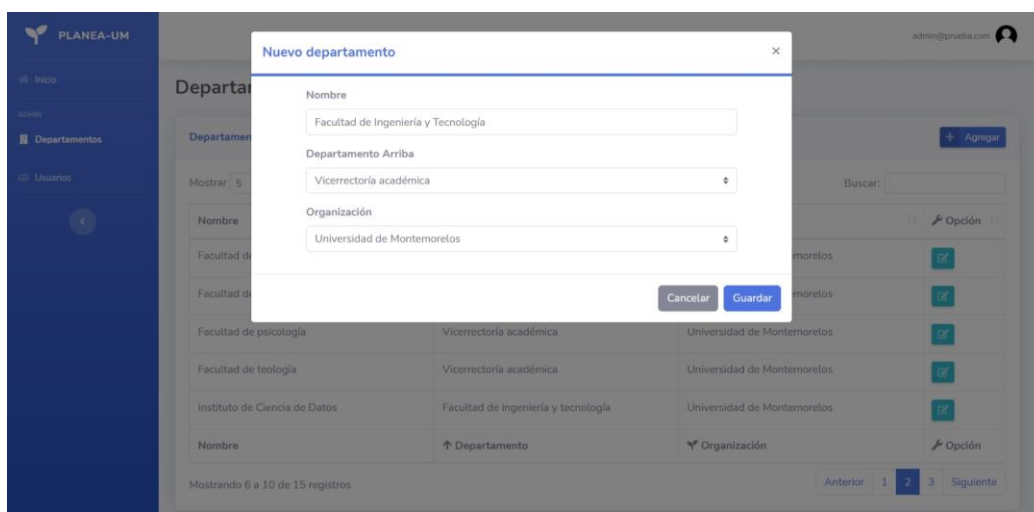 PLANEA-UM
admin@prueba.com
Nuevo departamento
×
Inicio
Departa
Nombre
Facultad de Ingeniería y Tecnología
ADMIN
Departamentos
Departamen
Agregar
Departamento Arriba
Usuarios
Mostrar 5
Vicerrectoría académica
Buscar:
Organización
Nombre
Universidad de Montemorelos
Opción
Facultad de
morelos
Facultad de
Cancelar
Guardar
morelos
Facultad de psicología Vicerrectoría académica Universidad de Montemorelos
Facultad de teología Vicerrectoría académica Universidad de Montemorelos
Instituto de Ciencia de Datos Facultad de ingeniería y tecnología Universidad de Montemorelos
Nombre Departamento Organización Opción
Mostrando 6 a 10 de 15 registros
Anterior 1 2 3 Siguiente